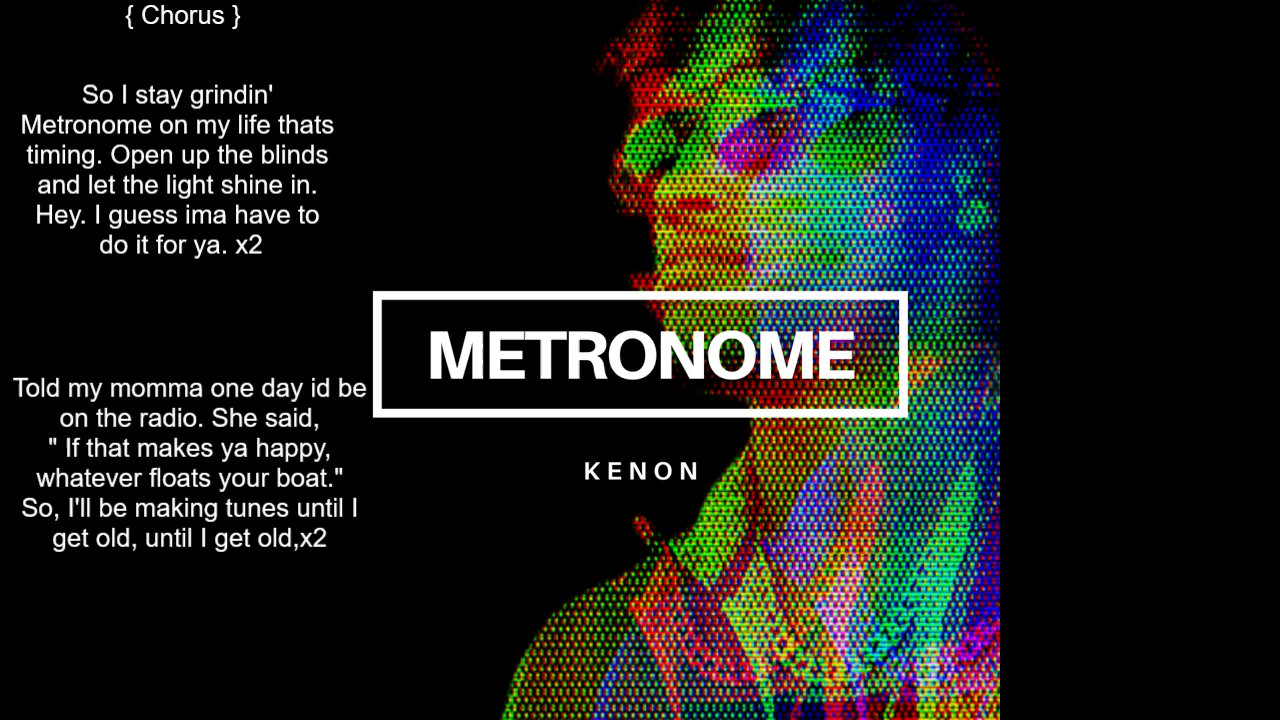 { Chorus }
So I stay grindin'
Metronome on my life thats
timing. Open up the blinds
and let the light shine in.
Hey. I guess ima have to
do it for ya. x2
METRONOME
Told my momma one day id be
on the radio. She said,
" If that makes ya happy,
whatever floats your boat."
So, I'll be making tunes until I
get old, until I get old,x2
KENON